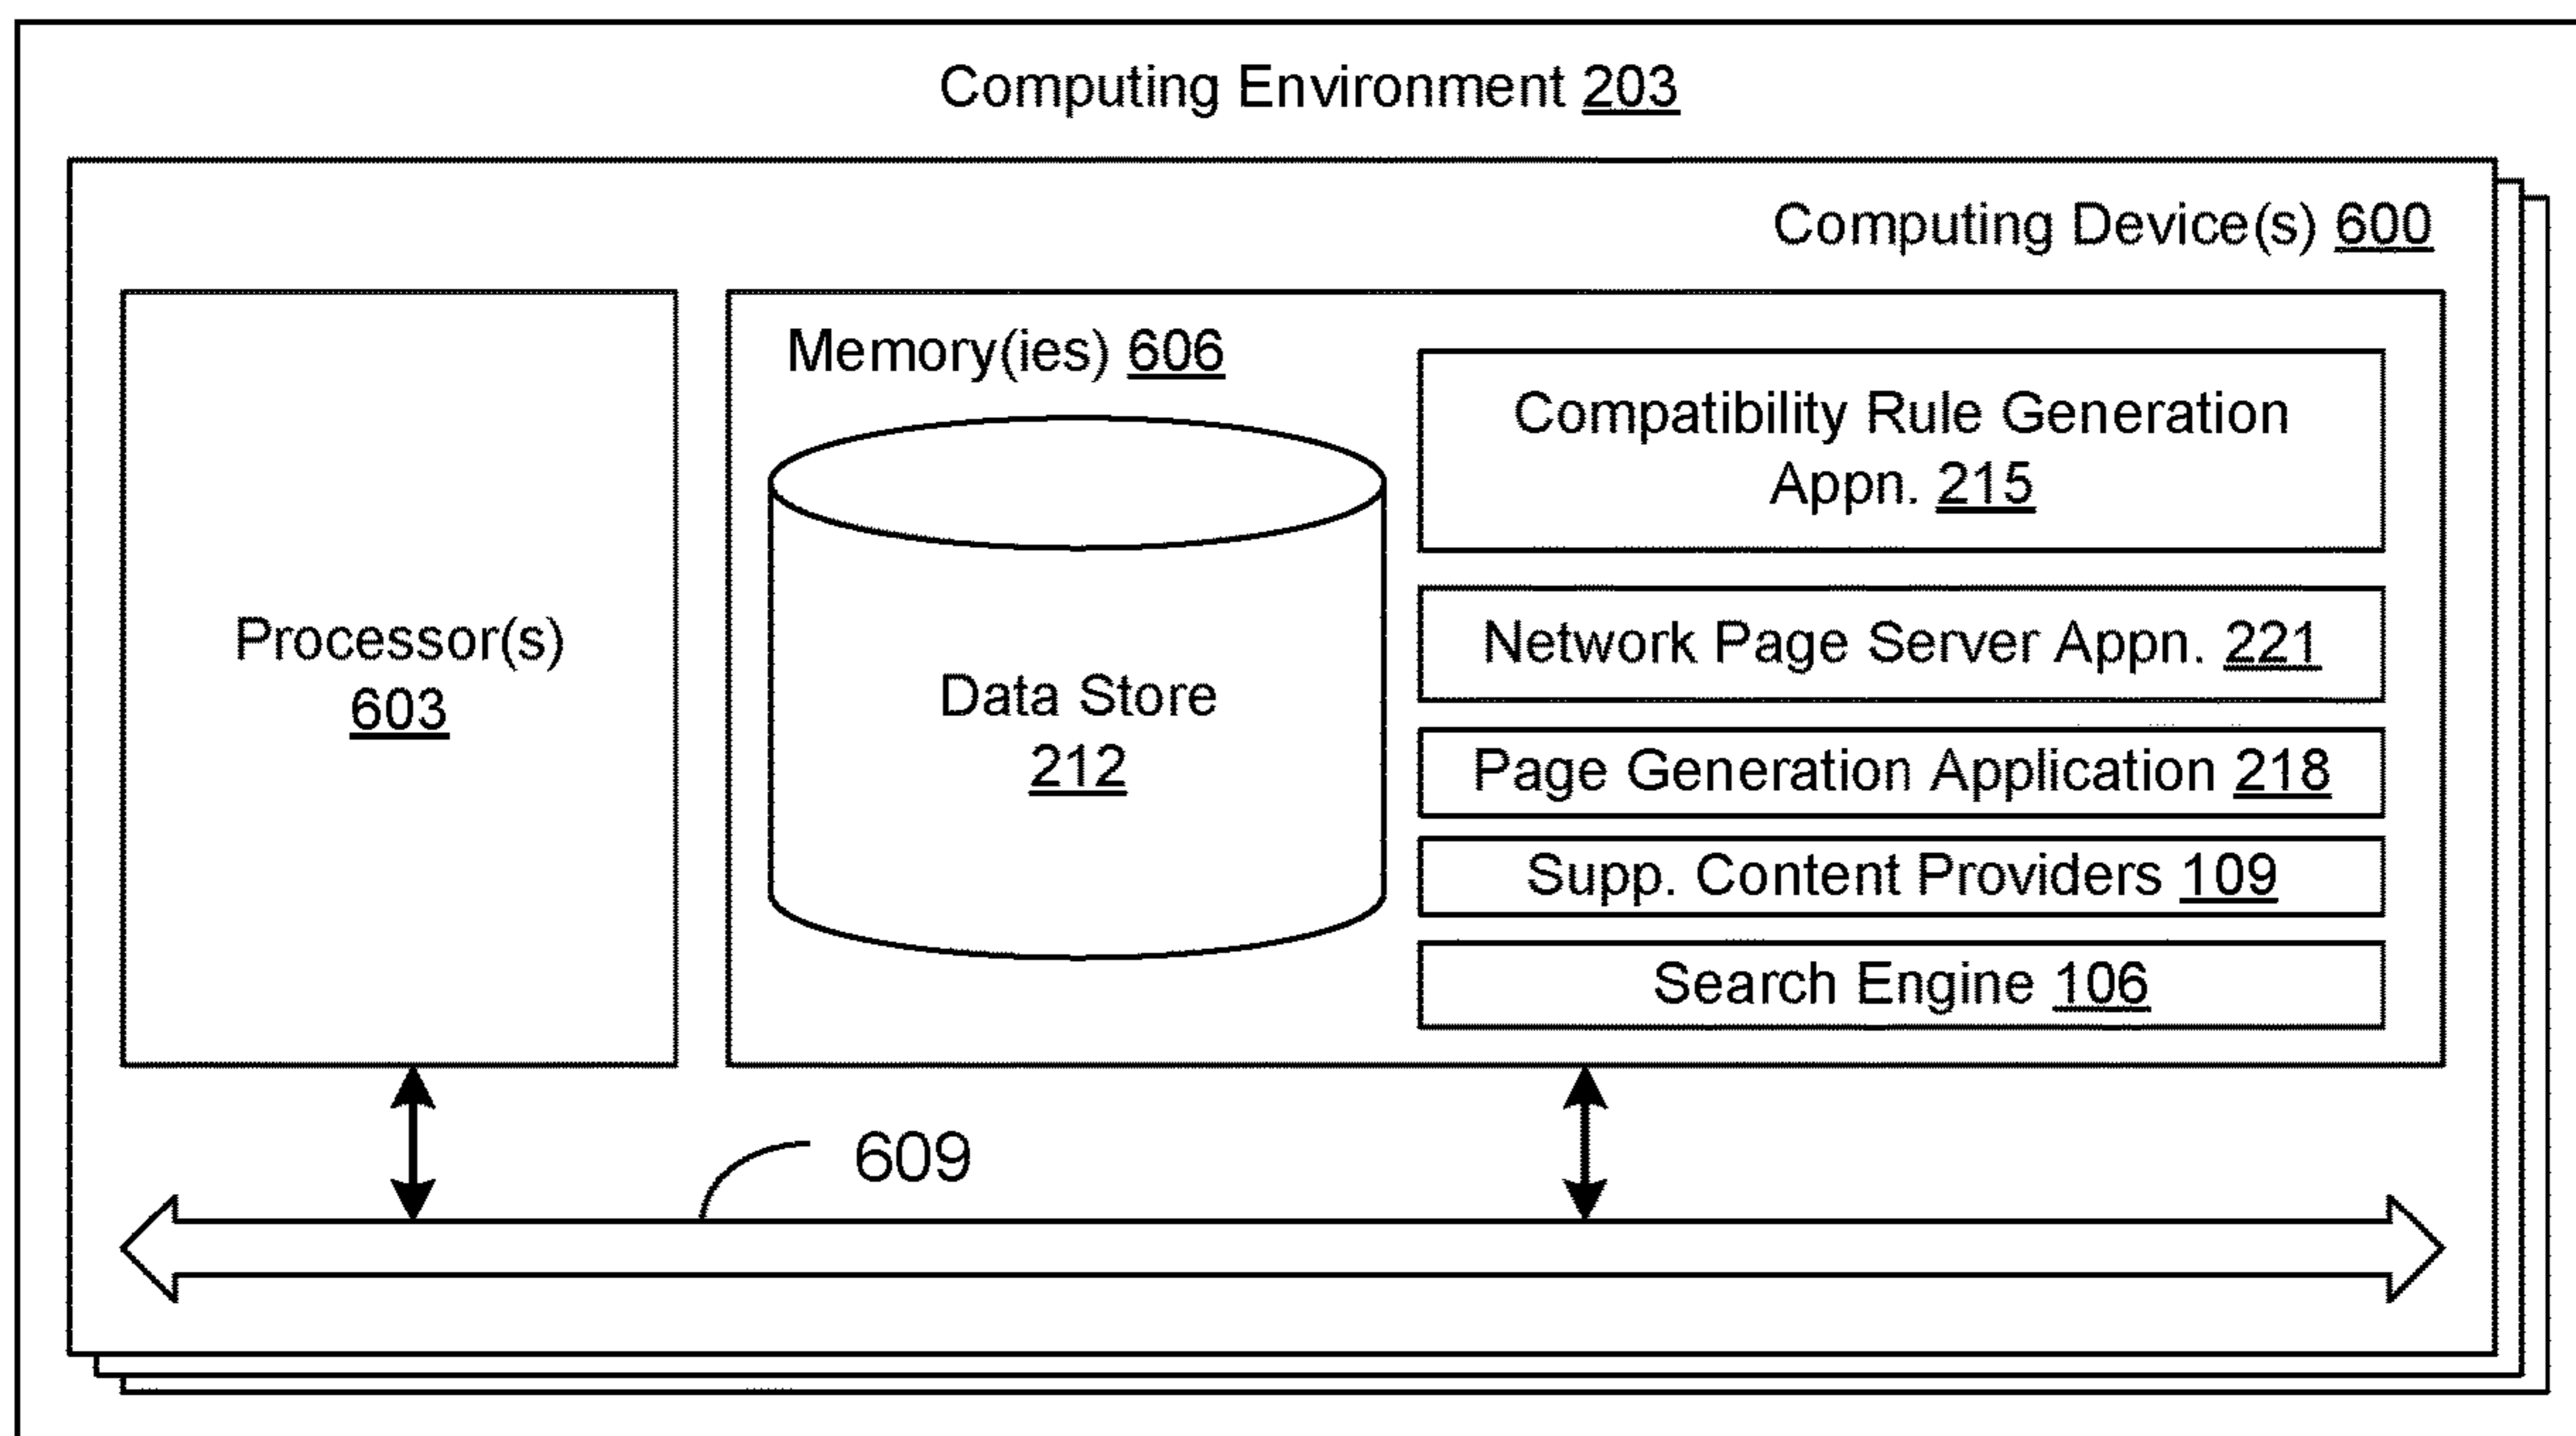 Computing Environment 203
Computing Device(s) 600
Processor(s)
603
Memory(ies) 606
Data Store
212
Compatibility Rule Generation
Appn. 215
Network Page Server Appn. 221
Page Generation Application 218
Supp. Content Providers 109
Search Engine 106
609